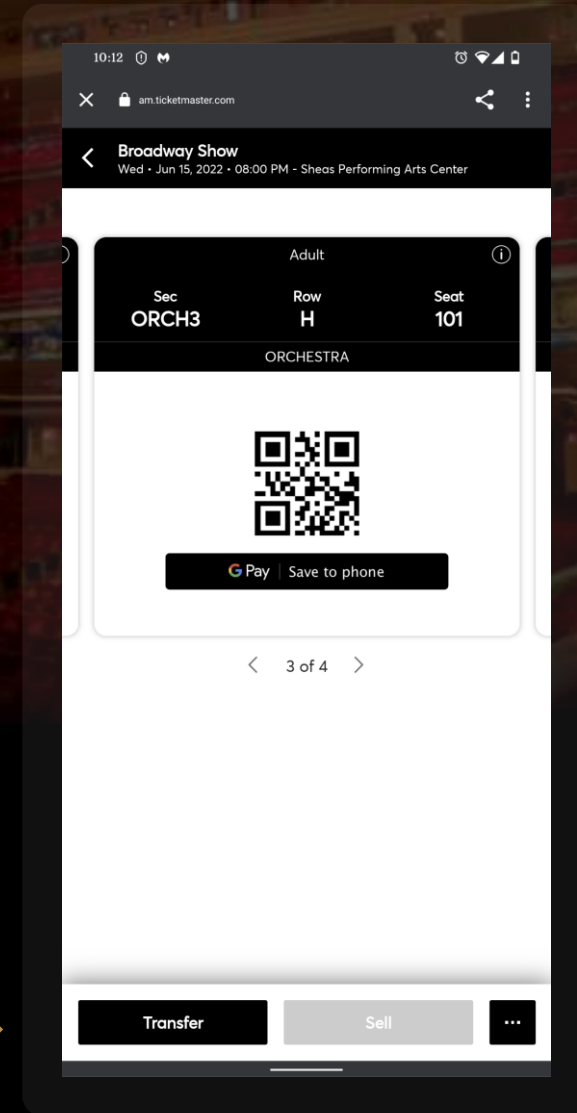 10:12
am.ticketmaster.com
Broadway Show
Wed • Jun 15, 2022 • 08:00 PM - Sheas Performing Arts Center
Adult
Sec Row Seat
ORCH3 H 101
ORCHESTRA
G Pay | Save to phone
< 3 of 4 >
Transfer Sell ...